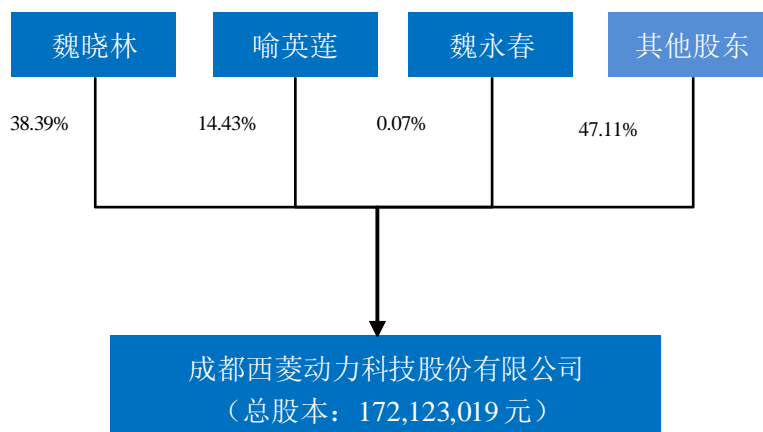 魏晓林
喻英莲
魏永春
其他股东
38.39%
14.43%
0.07%
47.11%
成都西菱动力科技股份有限公司
（总股本：172,123,019 元）